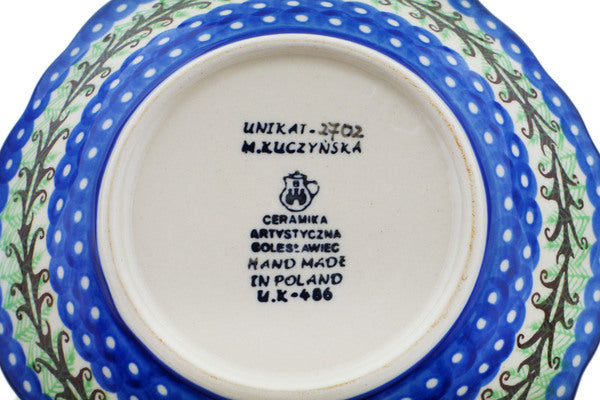 UNIKAT-2702
M.KUCZYŃSKA
CERAMIKA
ARTYSTYCZNA
BOLESŁAWIEC
HAND MADE
IN POLAND
U.K-486